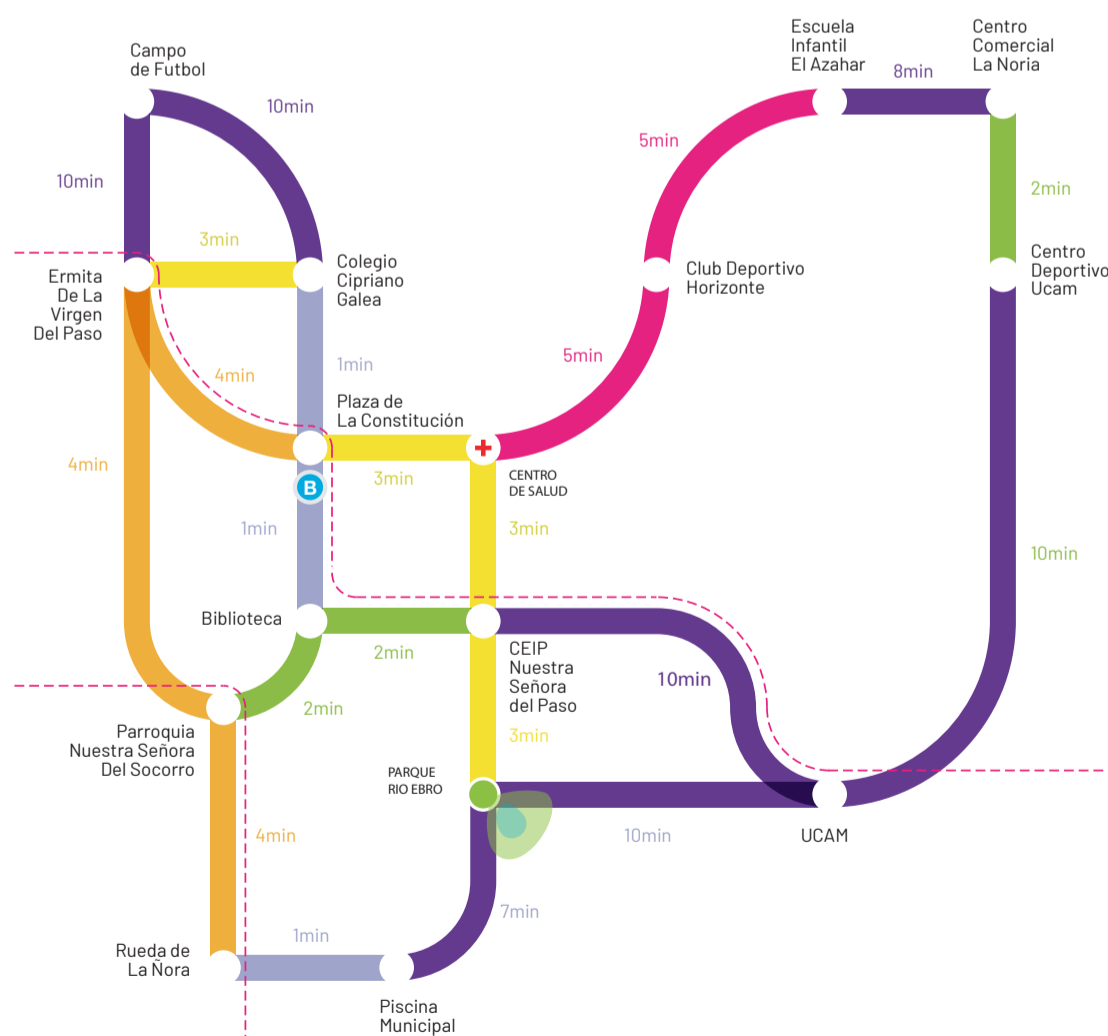 Campo
de Futbol
10min
Escuela
Infantil
El Azahar
8min
Centro
Comercial
La Noria
10min
5min
2min
3min
Ermita
De La
Virgen
Del Paso
Colegio
Cipriano
Galea
Club Deportivo
Horizonte
Centro
Deportivo
Ucam
1min
4min
5min
Plaza de
La Constitución
4min
3min
CENTRO
DE SALUD
B
1min
3min
10min
Biblioteca
2min
CEIP
Nuestra
Señora
del Paso
10min
2min
Parroquia
Nuestra Señora
Del Socorro
3min
PARQUE
RIO EBRO
4min
10min
UCAM
7min
Rueda de
La Ñora
1min
Piscina
Municipal